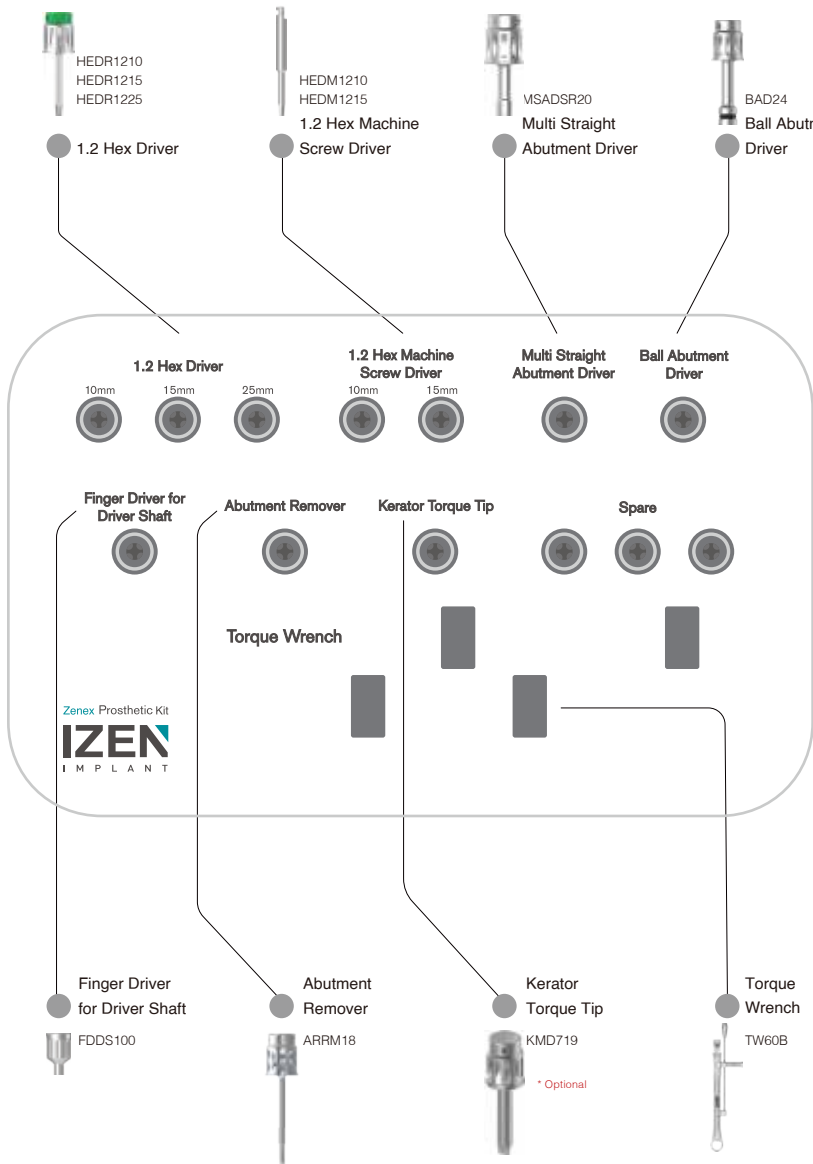 HEDR1210
HEDR1215
HEDR1225
1.2 Hex Driver
HEDM1210
HEDM1215
1.2 Hex Machine
Screw Driver
MSADSR20
Multi Straight
Abutment Driver
BAD24
Ball Abut
Driver
1.2 Hex Driver
10mm
15mm
25mm
1.2 Hex Machine
Screw Driver
10mm
15mm
Multi Straight
Abutment Driver
Ball Abutment
Driver
Finger Driver for
Driver Shaft
Abutment Remover
Kerator Torque Tip
Spare
Torque Wrench
Zenex Prosthetic Kit
IZEN
IMPLANT
Finger Driver
for Driver Shaft
FDDS100
Abutment
Remover
ARRM18
Kerator
Torque Tip
KMD719
* Optional
Torque
Wrench
TW60B